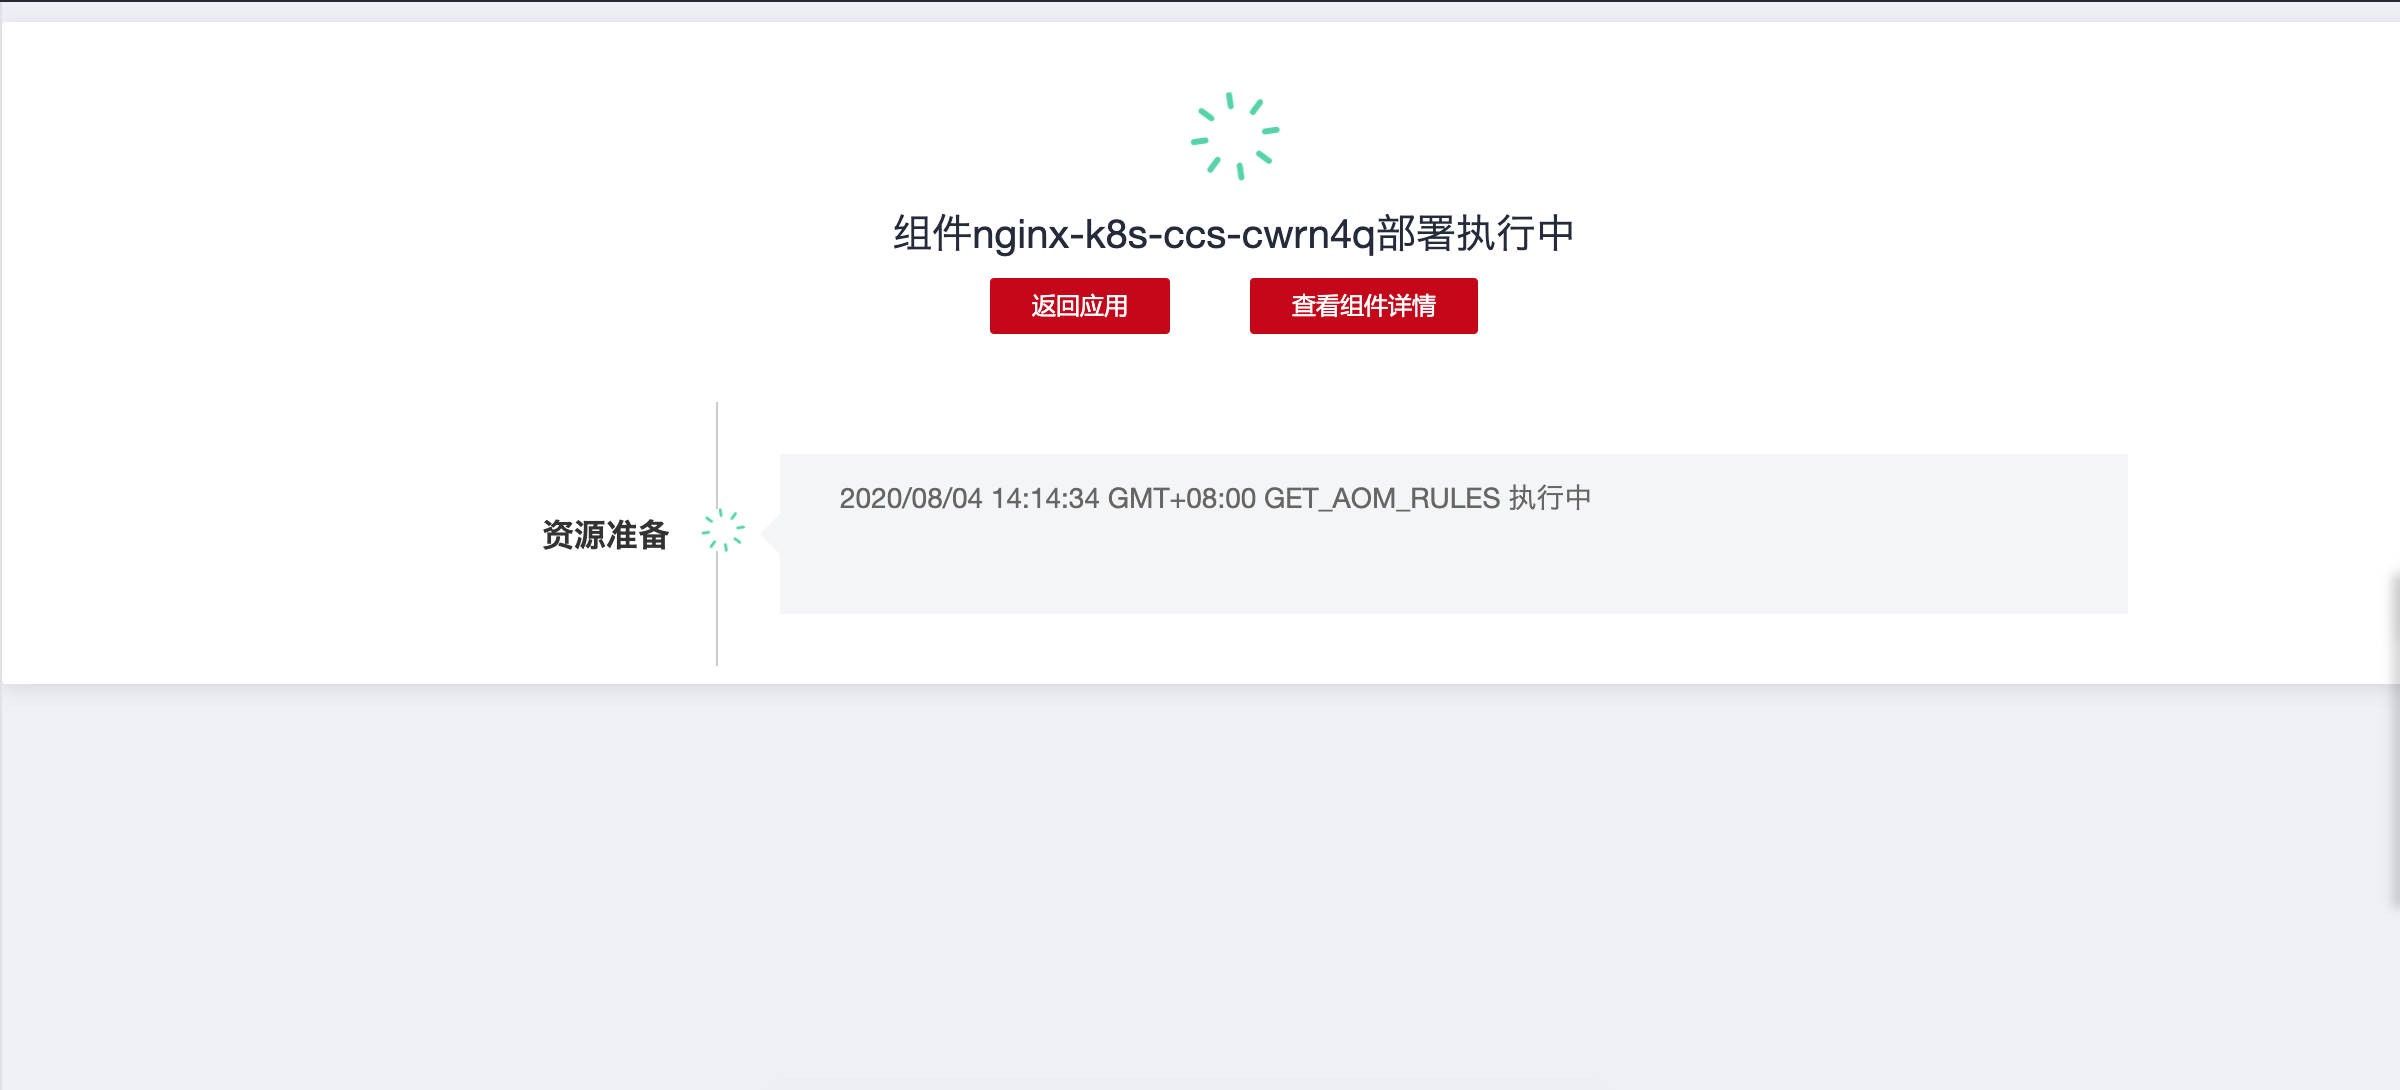 组件nginx-k8s-ccs-cwrn4q部署执行中
返回应用 查看组件详情
2020/08/04 14:14:34 GMT+08:00 GET_AOM_RULES 执行中
资源准备